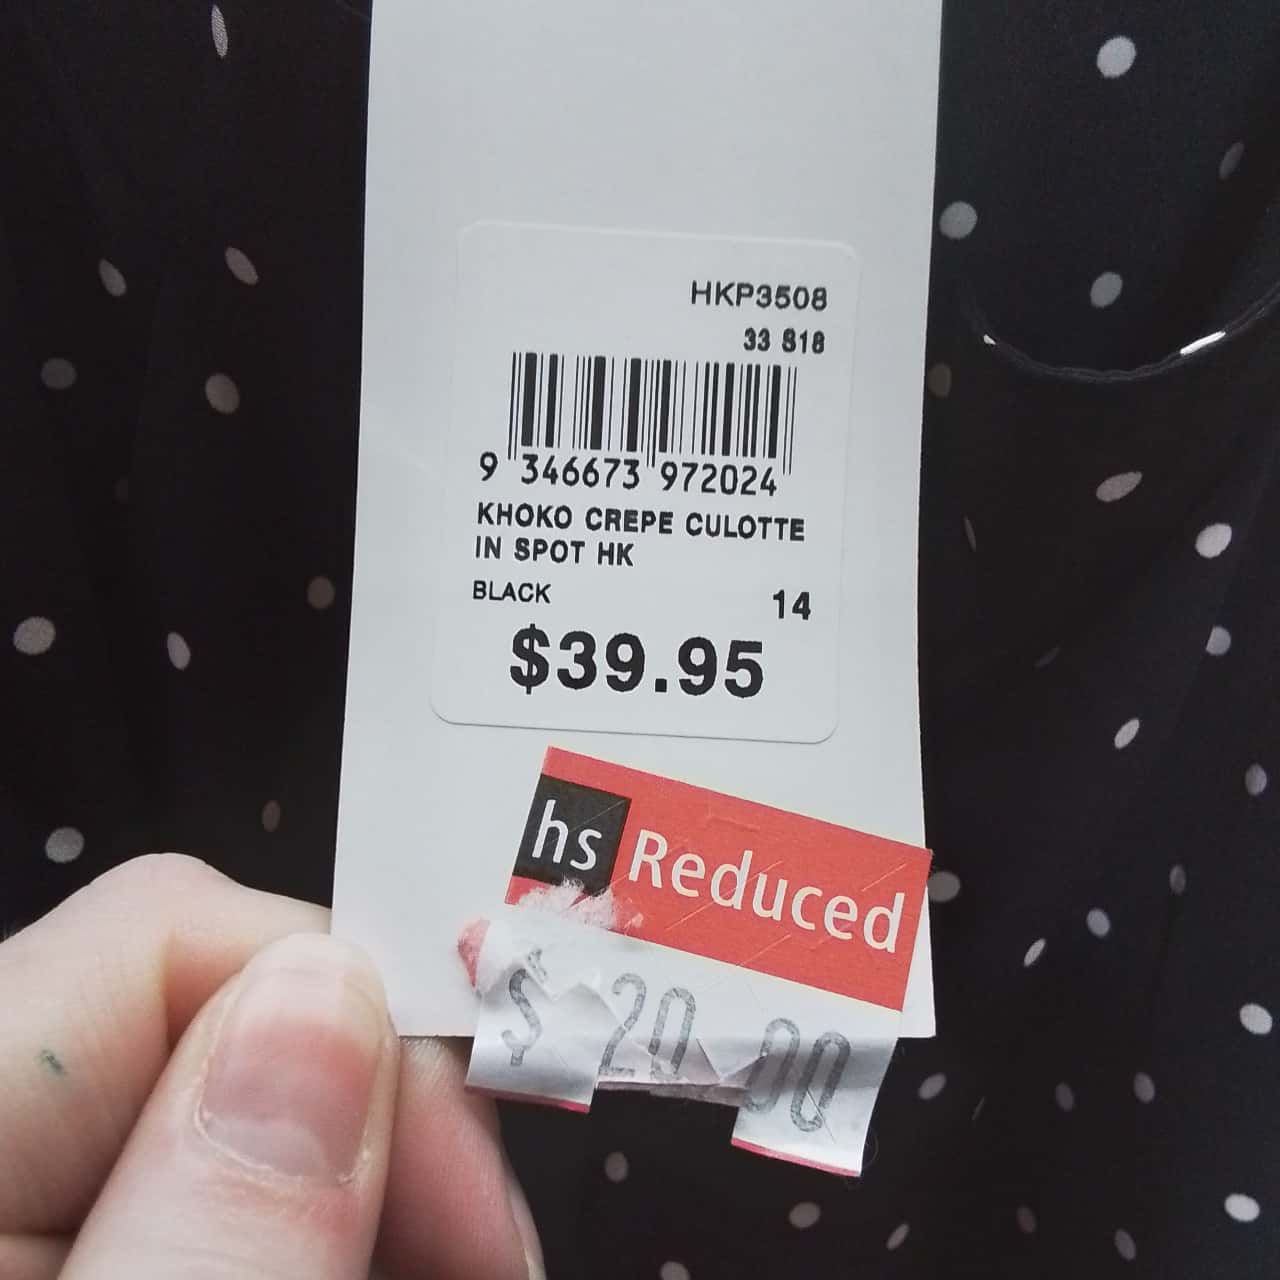 HKP3508
33 S18
9 346673 972024
KHOKO CREPE CULOTTE
IN SPOT HK
BLACK 14
$39.95
hs Reduced
$ 20.00